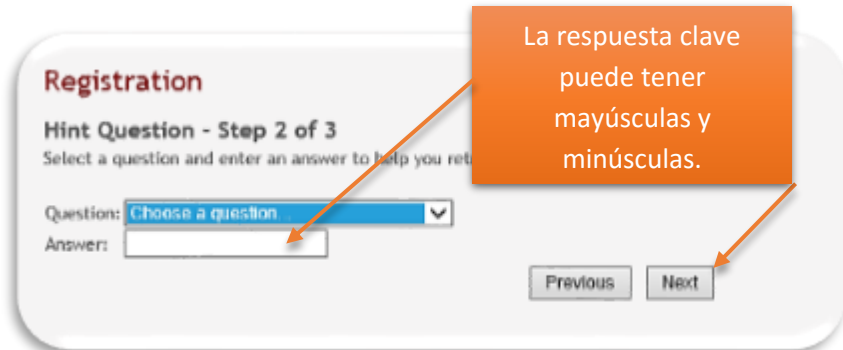 Registration
Hint Question - Step 2 of 3
Select a question and enter an answer to help you
Question: Choose a question...
Answer:
Previous Next
La respuesta clave
puede tener
mayúsculas y
minúsculas.